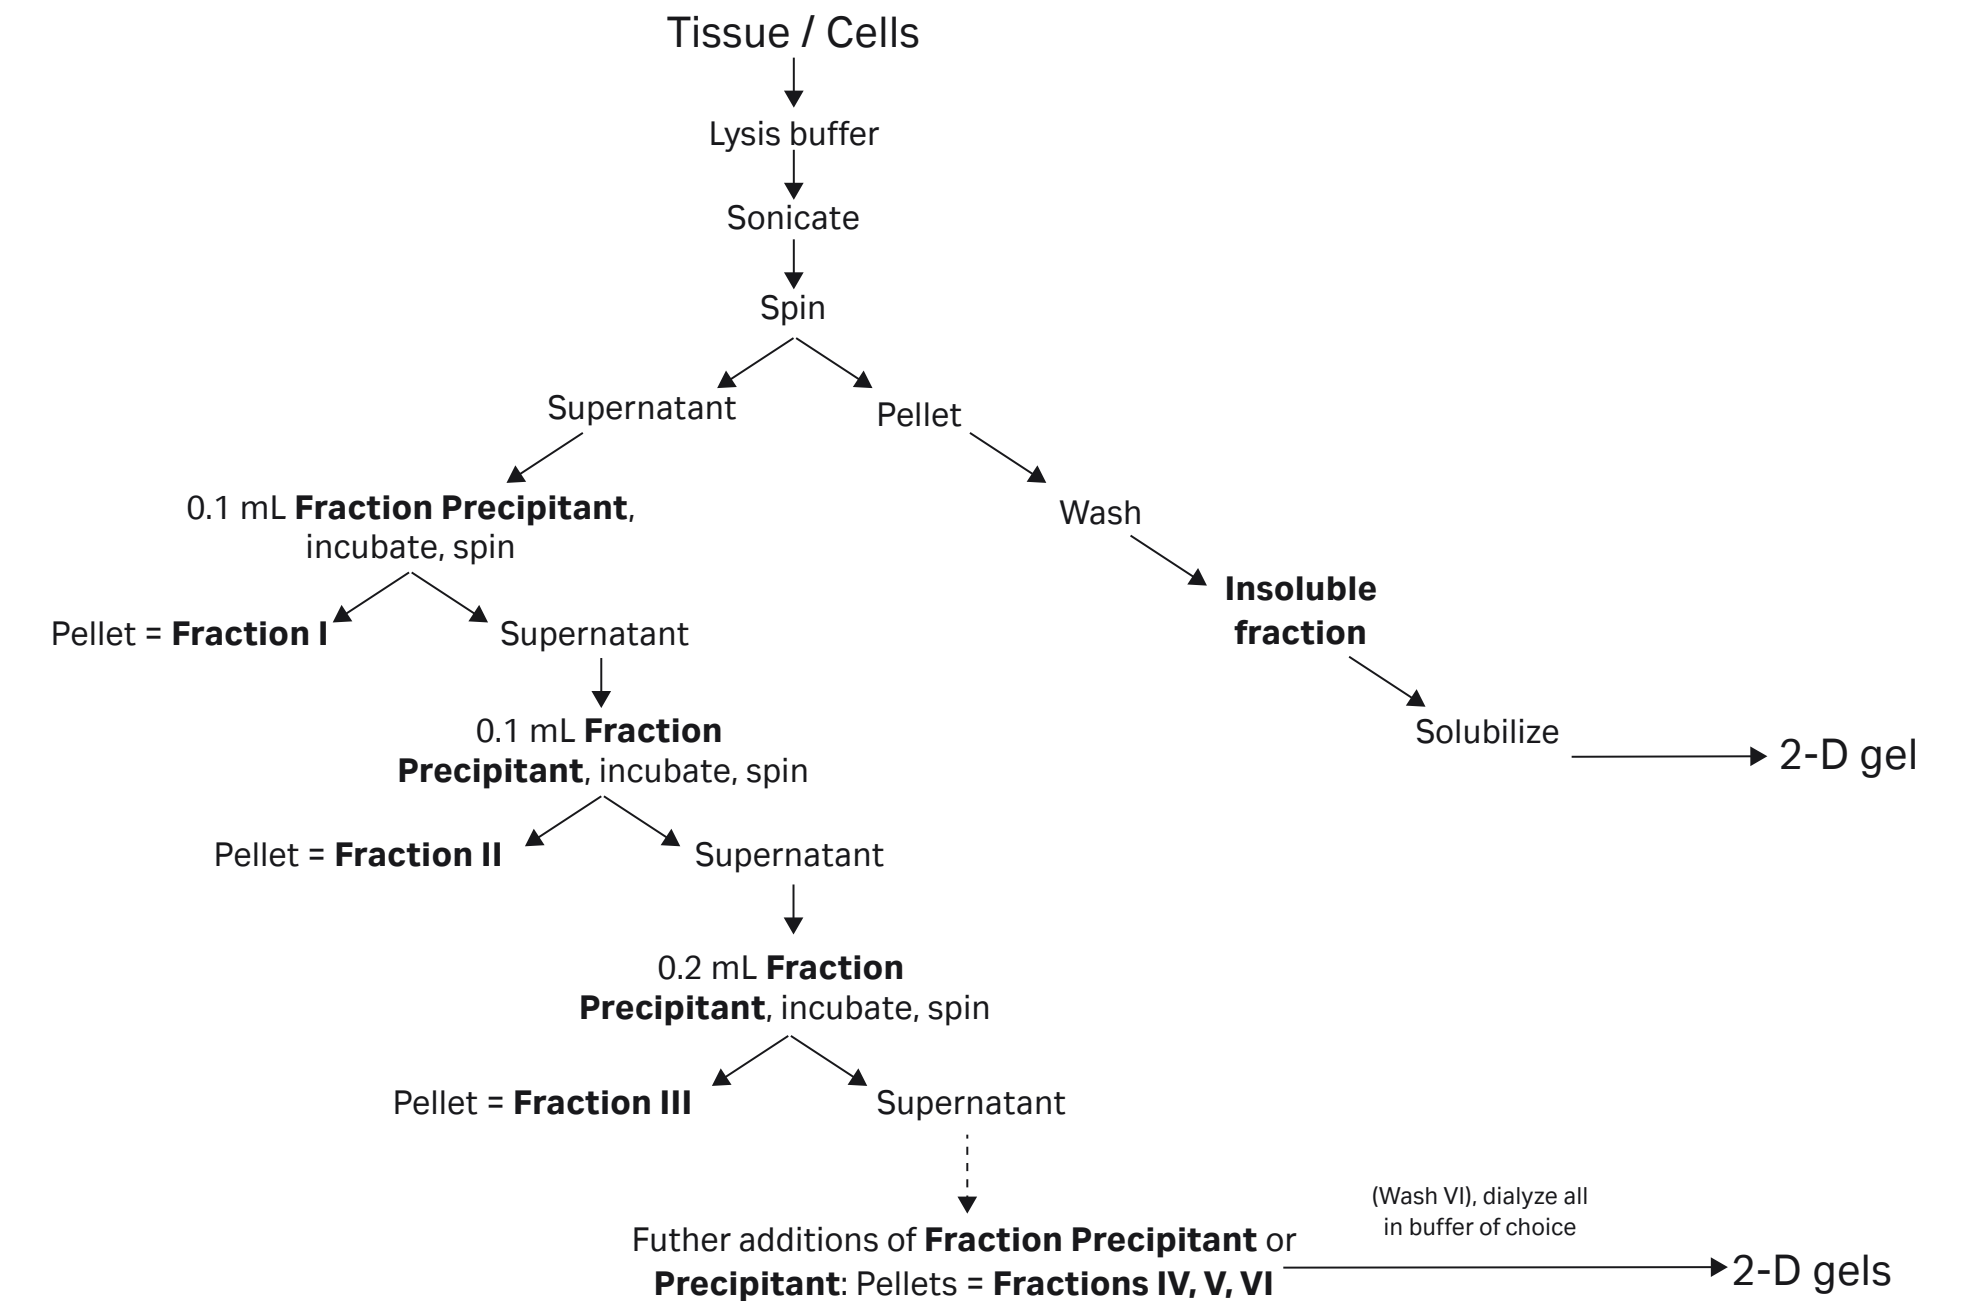 Tissue / Cells
Lysis buffer
Sonicate
Spin
Supernatant
Pellet
0.1 mL Fraction Precipitant,
incubate, spin
Wash
Insoluble
fraction
Pellet = Fraction I
Supernatant
0.1 mL Fraction
Precipitant, incubate, spin
Solubilize
2-D gel
Pellet = Fraction II
Supernatant
0.2 mL Fraction
Precipitant, incubate, spin
Pellet = Fraction III
Supernatant
Futher additions of Fraction Precipitant or
Precipitant: Pellets = Fractions IV, V, VI
(Wash VI), dialyze all
in buffer of choice
2-D gels